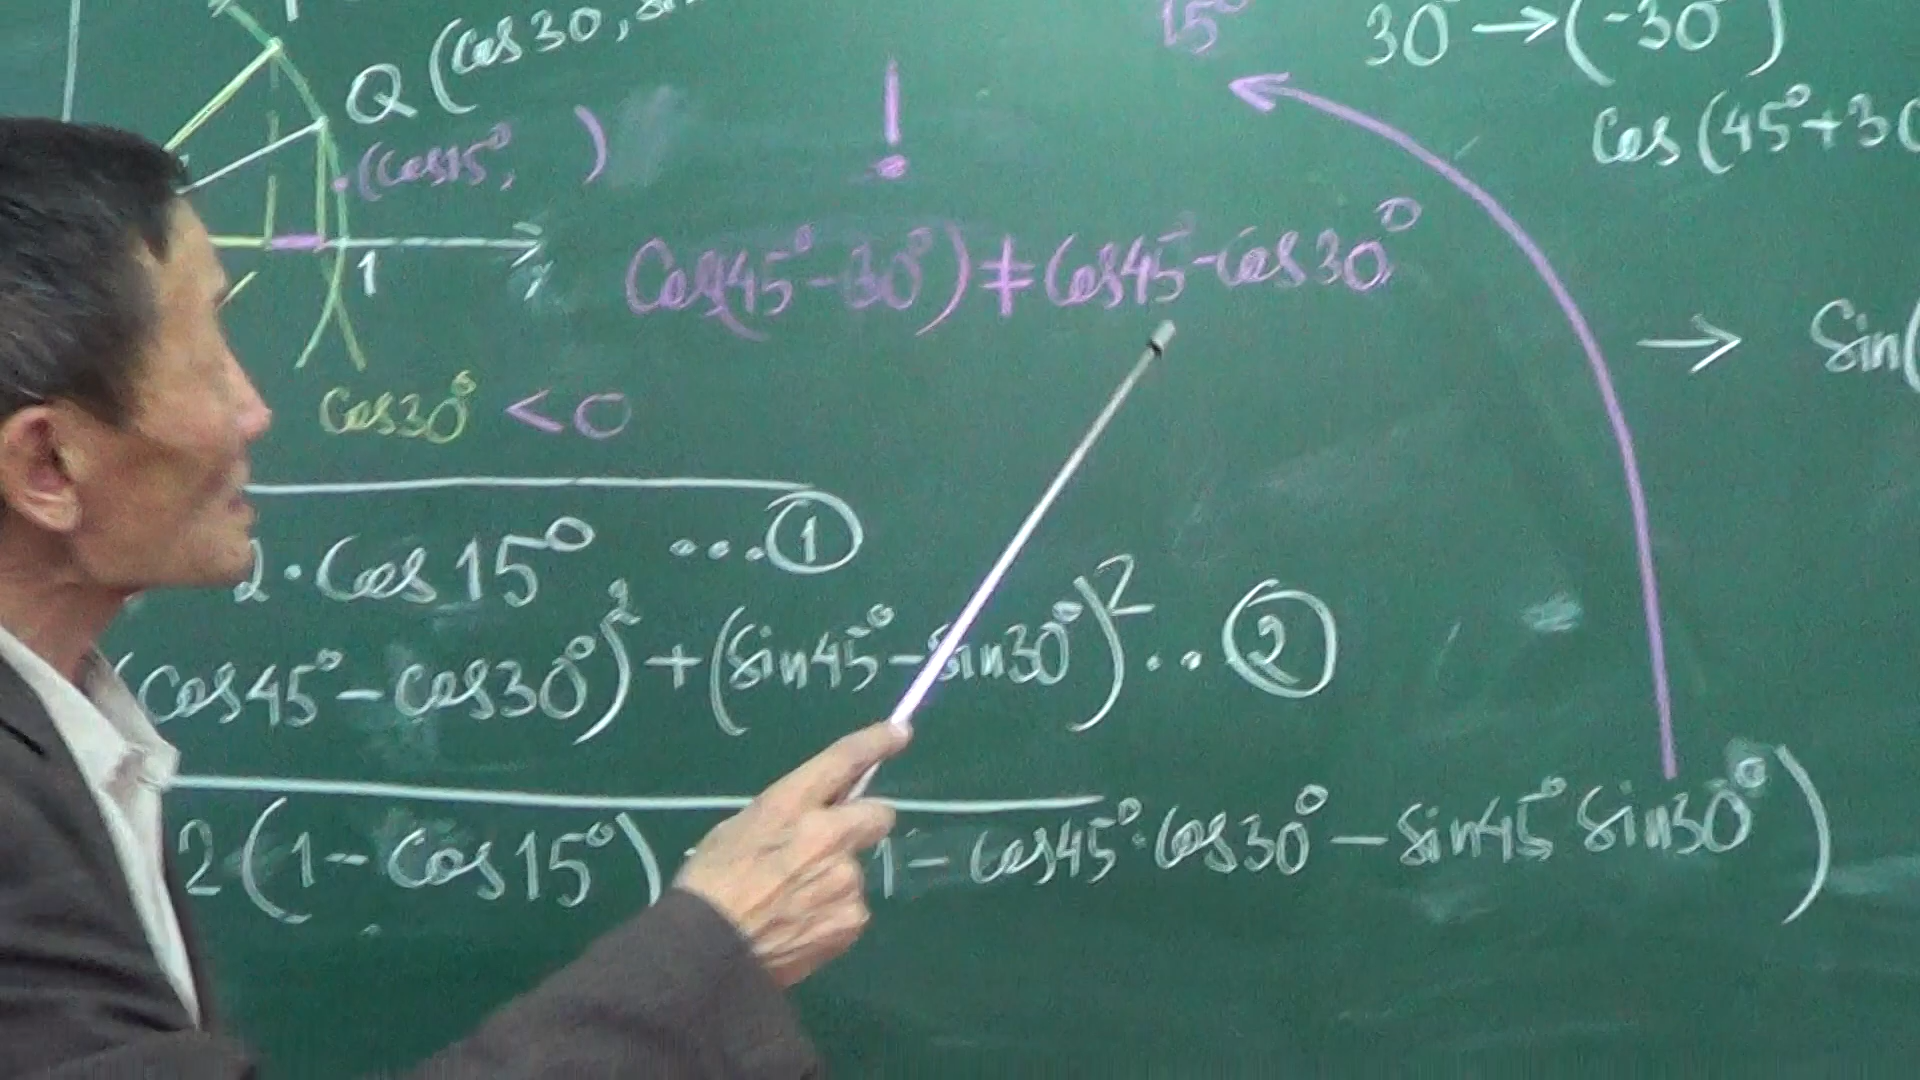 Q (cos30, sin
(cos15°, )
1
x
!
15°
30° → (-30°)
cos (45°+30
cos(45°-30°) ≠ cos45°-cos30°
→ sin(
cos30° < 0
2·cos15° ...①
(cos45°-cos30°)² + (sin45°-sin30°)² ...②
2(1-cos15°) 1-cos45°·cos30°-sin45° sin30°)